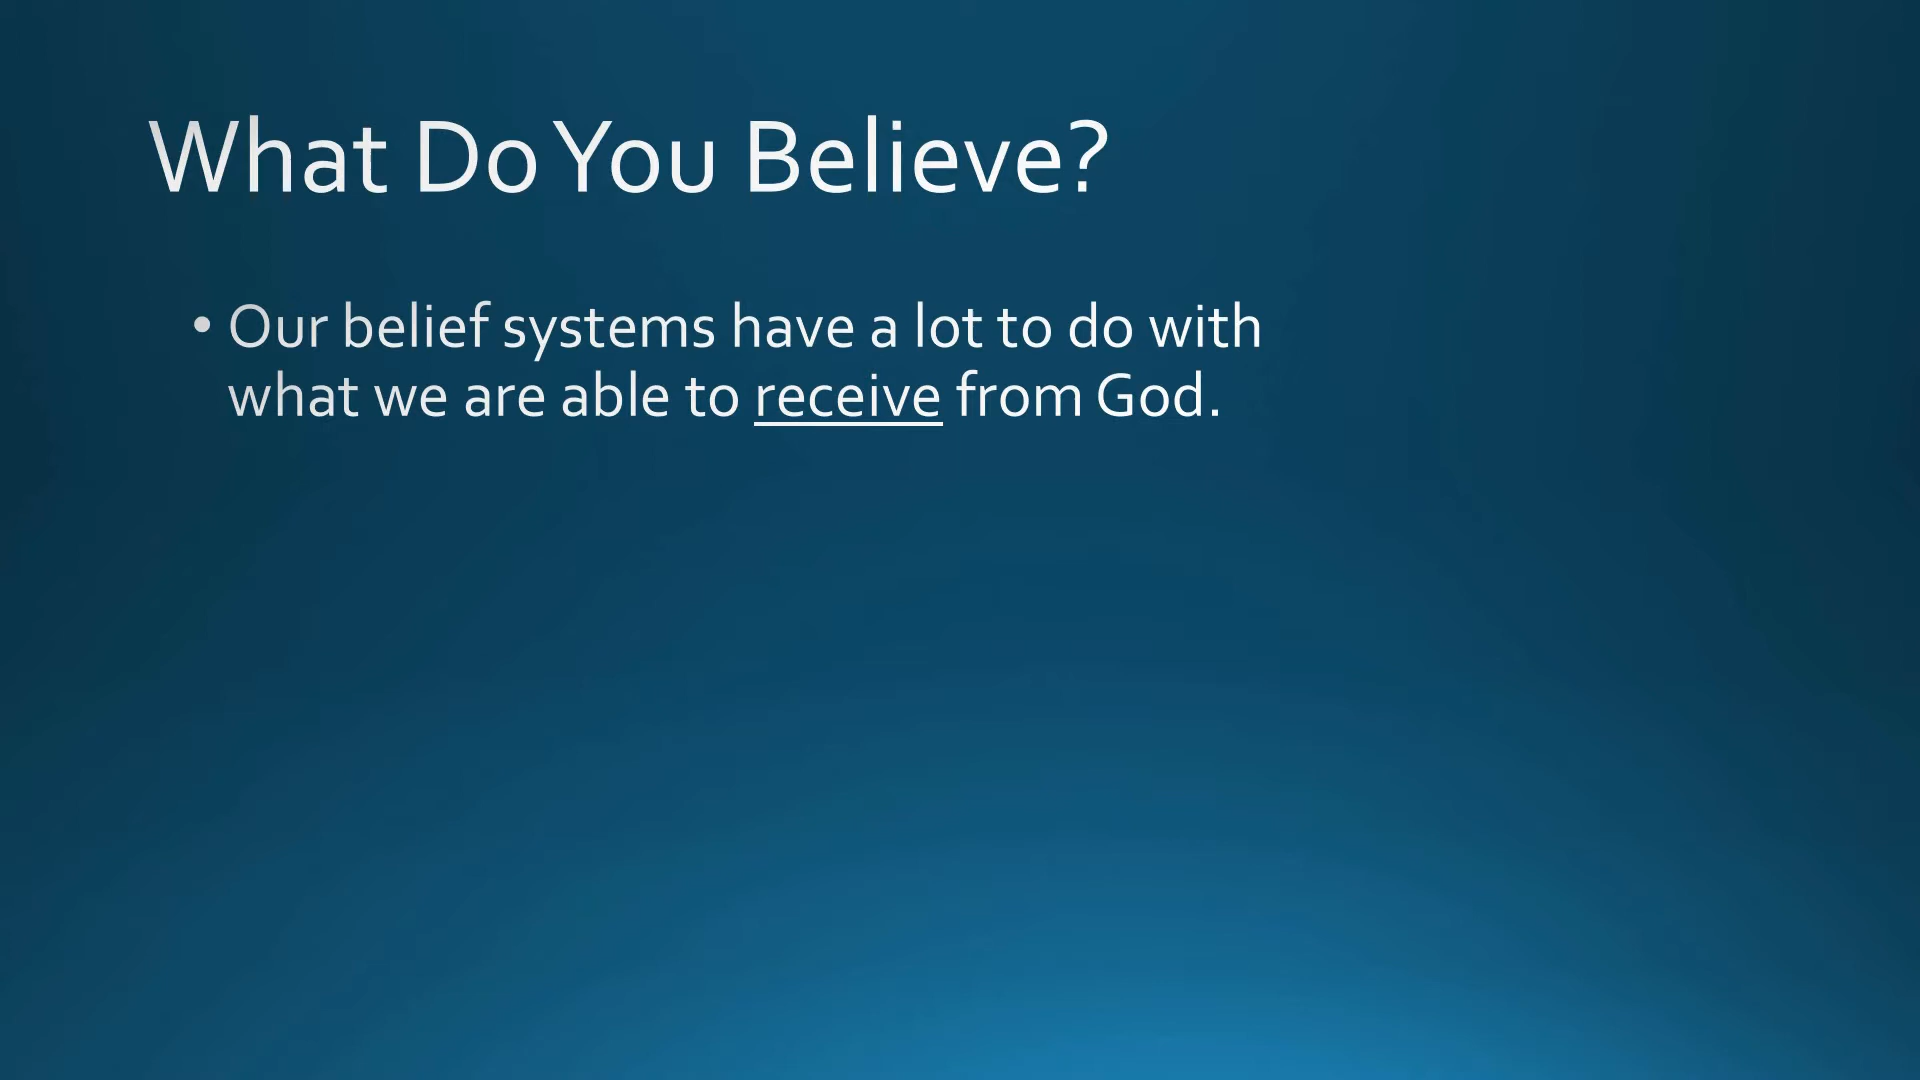 What Do You Believe?
• Our belief systems have a lot to do with
what we are able to receive from God.